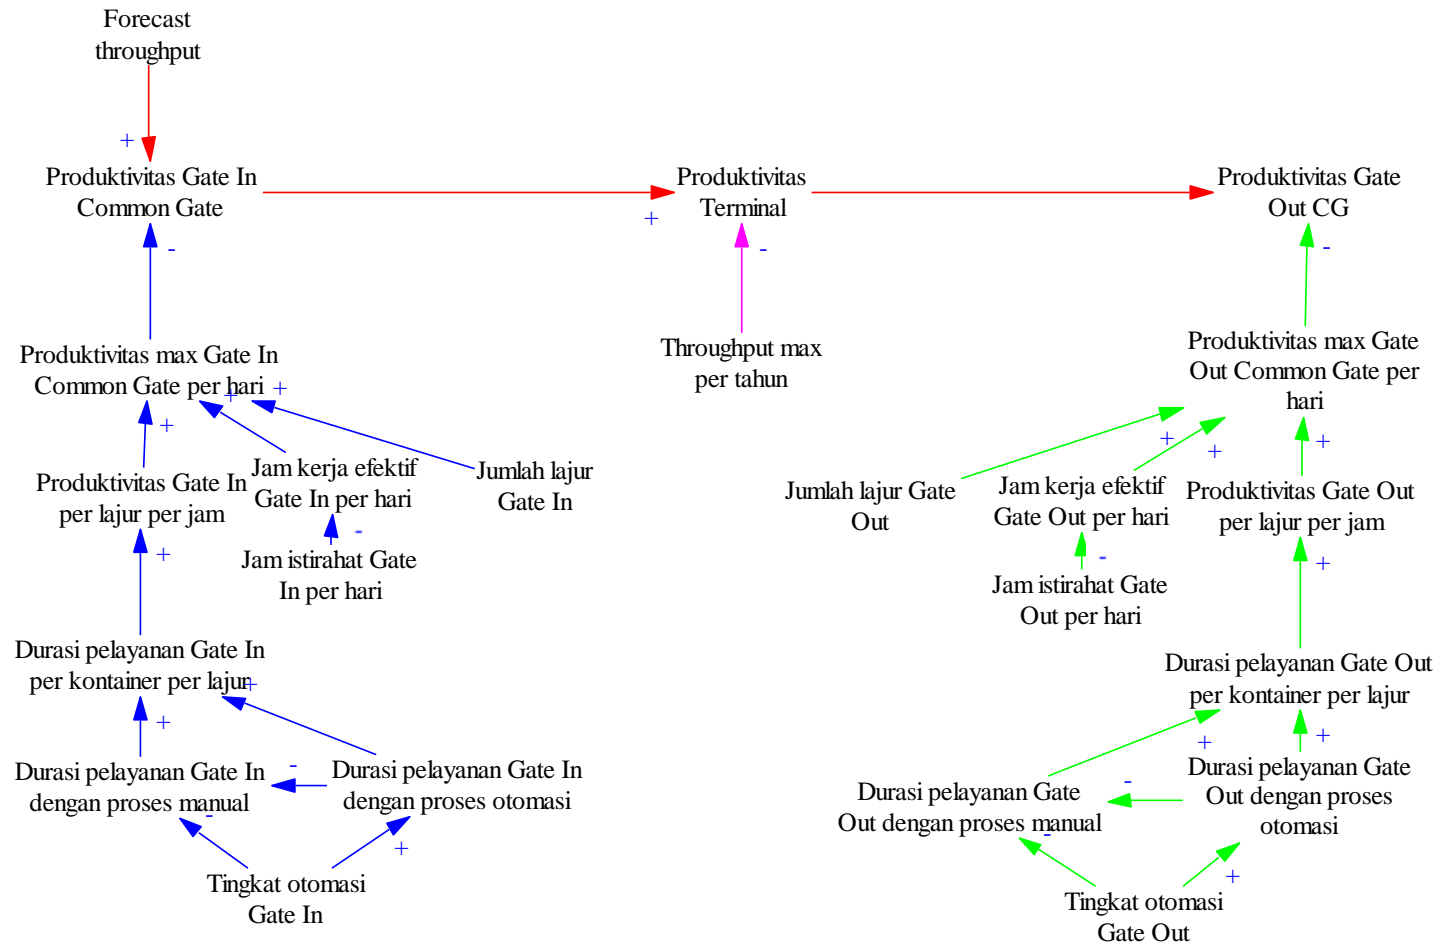 Forecast
throughput
+
Produktivitas Gate In
Common Gate
+
Produktivitas
Terminal
Produktivitas Gate
Out CG
-
-
-
Produktivitas max Gate In
Common Gate per hari
+
+
+
Throughput max
per tahun
Produktivitas max Gate
Out Common Gate per
hari
+
+
+
Produktivitas Gate In
per lajur per jam
Jam kerja efektif
Gate In per hari
Jumlah lajur
Gate In
-
Jam istirahat Gate
In per hari
+
Jumlah lajur Gate
Out
Jam kerja efektif
Gate Out per hari
Produktivitas Gate Out
per lajur per jam
-
Jam istirahat Gate
Out per hari
+
Durasi pelayanan Gate In
per kontainer per lajur
+
+
Durasi pelayanan Gate Out
per kontainer per lajur
+
+
Durasi pelayanan Gate In
dengan proses manual
-
Durasi pelayanan Gate In
dengan proses otomasi
-
+
Tingkat otomasi
Gate In
Durasi pelayanan Gate
Out dengan proses manual
-
Durasi pelayanan Gate
Out dengan proses
otomasi
-
+
Tingkat otomasi
Gate Out